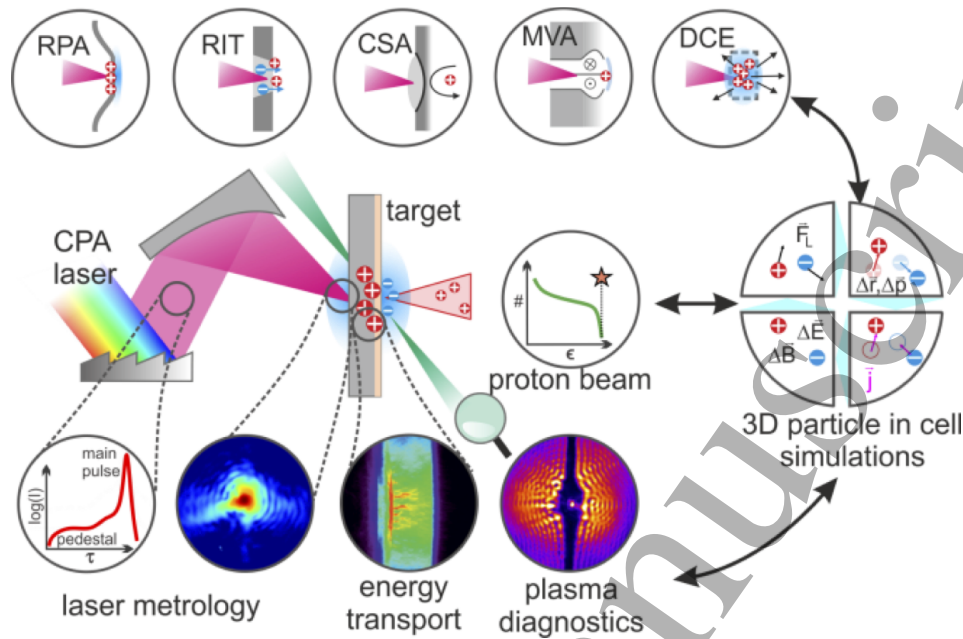 RPA
RIT
CSA
MVA
DCE
CPA
laser
target
#
ϵ
proton beam
F⃗L
Δr⃗,Δp⃗
ΔE⃗
ΔB⃗
j⃗
3D particle in cell
simulations
main
pulse
log(I)
pedestal
τ
laser metrology
energy
transport
plasma
diagnostics